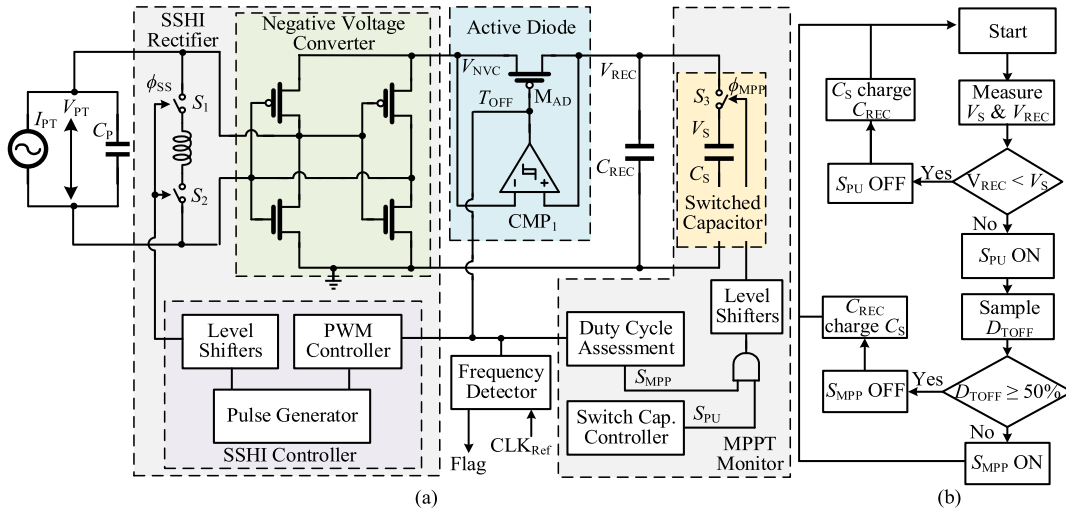 SSHI
Rectifier
Negative Voltage
Converter
Active Diode
V_NVC
V_REC
M_AD
T_OFF
CMP_1
- +
C_REC
ϕ_SS
S_1
S_2
I_PT
V_PT
C_P
S_3
ϕ_MPP
V_S
C_S
Switched
Capacitor
Level
Shifters
PWM
Controller
Pulse Generator
SSHI Controller
Frequency
Detector
Flag
CLK_Ref
Duty Cycle
Assessment
S_MPP
Switch Cap.
Controller
S_PU
Level
Shifters
MPPT
Monitor
(a)
Start
Measure
V_S & V_REC
V_REC < V_S
Yes
No
S_PU OFF
C_S charge
C_REC
S_PU ON
Sample
D_TOFF
D_TOFF ≥ 50%
Yes
No
S_MPP OFF
C_REC
charge C_S
S_MPP ON
(b)